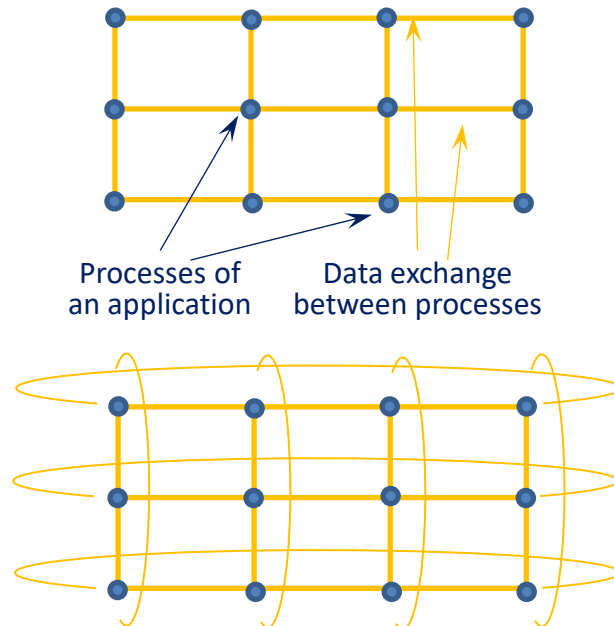 Processes of
an application
Data exchange
between processes